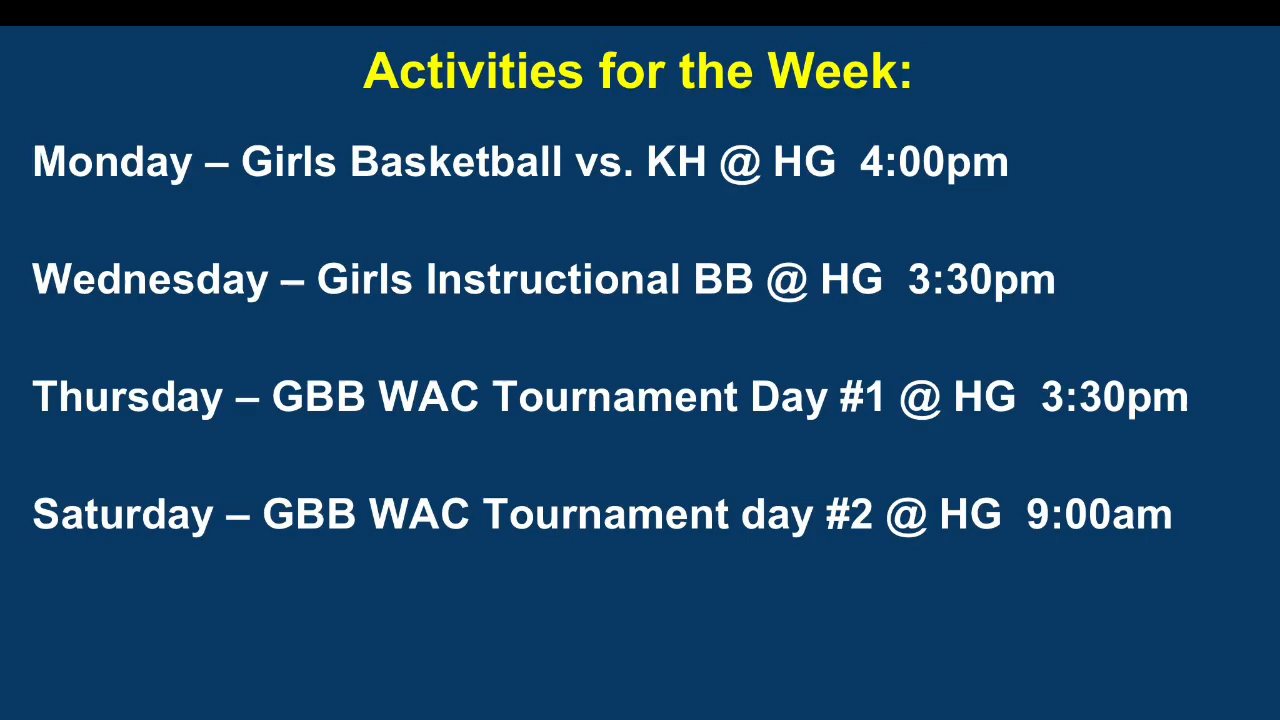 Activities for the Week:
Monday – Girls Basketball vs. KH @ HG  4:00pm
Wednesday – Girls Instructional BB @ HG  3:30pm
Thursday – GBB WAC Tournament Day #1 @ HG  3:30pm
Saturday – GBB WAC Tournament day #2 @ HG  9:00am